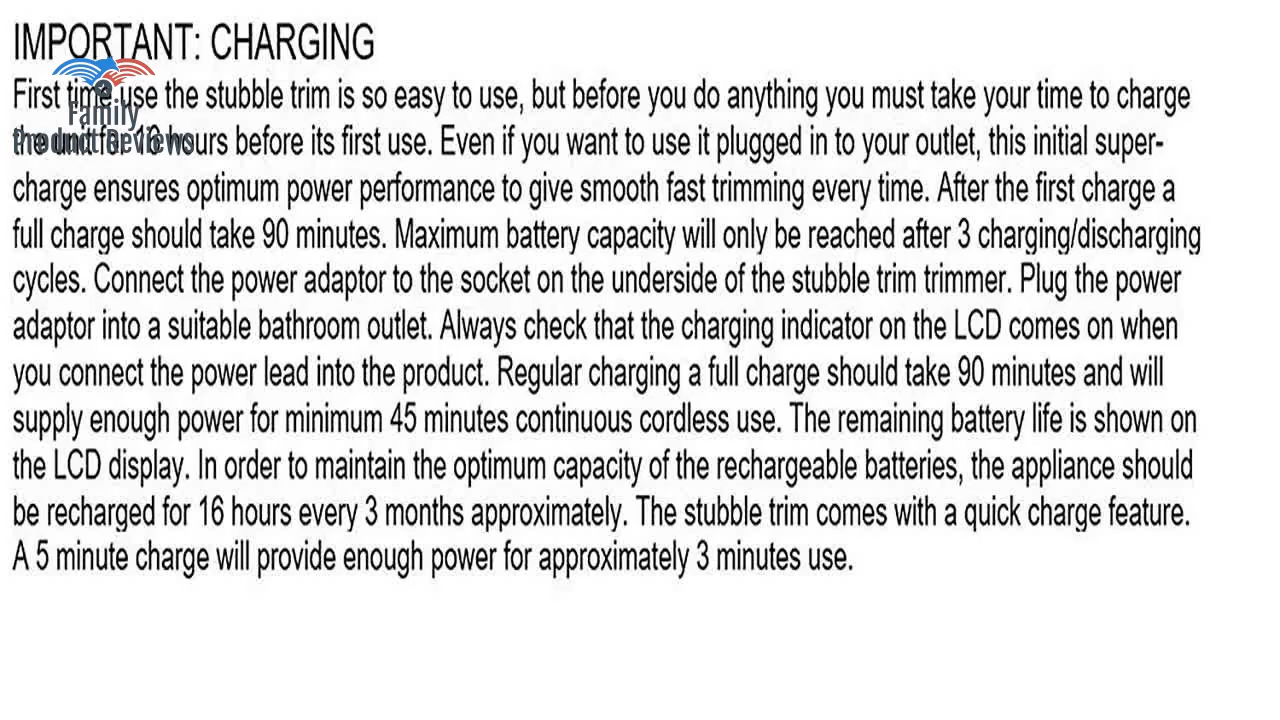 IMPORTANT: CHARGING
First time use the stubble trim is so easy to use, but before you do anything you must take your time to charge
the unit for 16 hours before its first use. Even if you want to use it plugged in to your outlet, this initial super-
charge ensures optimum power performance to give smooth fast trimming every time. After the first charge a
full charge should take 90 minutes. Maximum battery capacity will only be reached after 3 charging/discharging
cycles. Connect the power adaptor to the socket on the underside of the stubble trim trimmer. Plug the power
adaptor into a suitable bathroom outlet. Always check that the charging indicator on the LCD comes on when
you connect the power lead into the product. Regular charging a full charge should take 90 minutes and will
supply enough power for minimum 45 minutes continuous cordless use. The remaining battery life is shown on
the LCD display. In order to maintain the optimum capacity of the rechargeable batteries, the appliance should
be recharged for 16 hours every 3 months approximately. The stubble trim comes with a quick charge feature.
A 5 minute charge will provide enough power for approximately 3 minutes use.
Family
Product Reviews